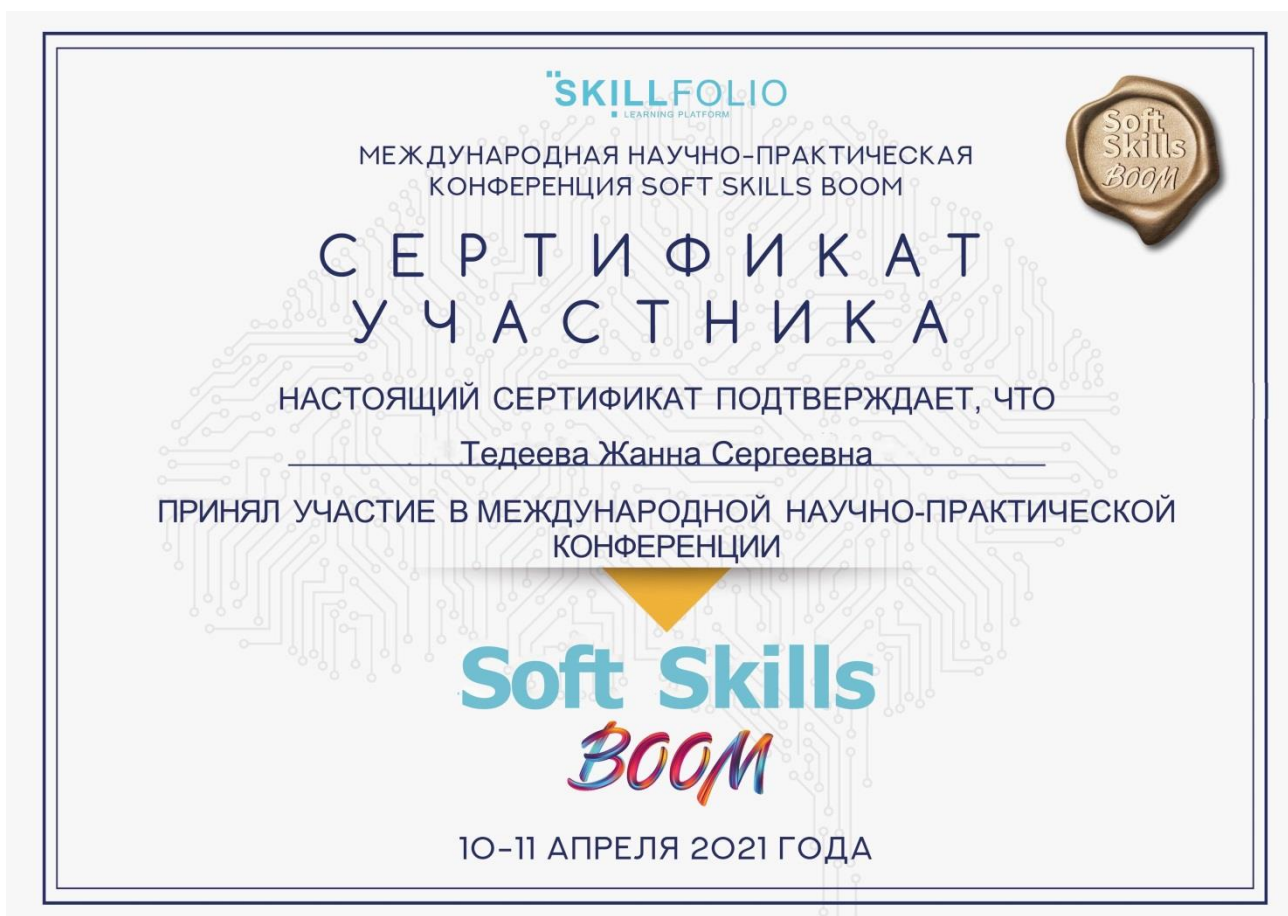 SKILLFOLIO
LEARNING PLATFORM
Soft
Skills
BOOM
МЕЖДУНАРОДНАЯ НАУЧНО-ПРАКТИЧЕСКАЯ
КОНФЕРЕНЦИЯ SOFT SKILLS BOOM
СЕРТИФИКАТ
УЧАСТНИКА
НАСТОЯЩИЙ СЕРТИФИКАТ ПОДТВЕРЖДАЕТ, ЧТО
Тедеева Жанна Сергеевна
ПРИНЯЛ УЧАСТИЕ В МЕЖДУНАРОДНОЙ НАУЧНО-ПРАКТИЧЕСКОЙ
КОНФЕРЕНЦИИ
Soft Skills
BOOM
10-11 АПРЕЛЯ 2021 ГОДА